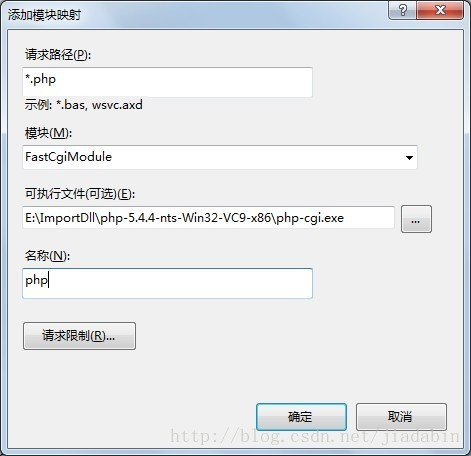 添加模块映射
请求路径(P):
*.php
示例: *.bas, wsvc.axd
模块(M):
FastCgiModule
可执行文件(可选)(E):
E:\ImportDll\php-5.4.4-nts-Win32-VC9-x86\php-cgi.exe
...
名称(N):
php
请求限制(R)...
确定
取消
http://blog.csdn.net/jiadabin